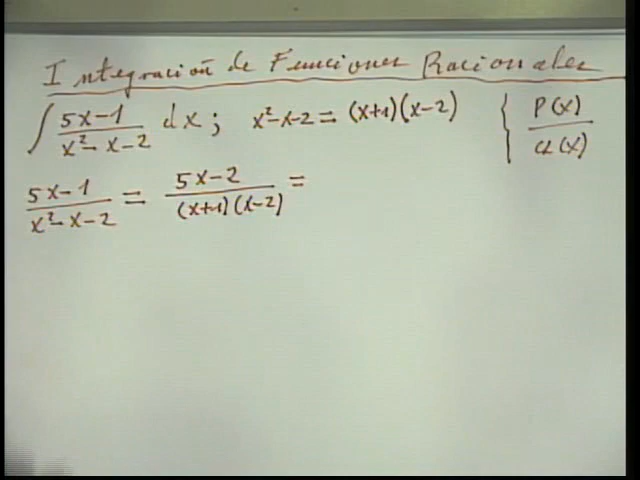 Integración de Funciones Racionales
∫ (5x-1)/(x²-x-2) dx; x²-x-2=(x+1)(x-2) { P(x)/Q(x)
(5x-1)/(x²-x-2) = (5x-2)/((x+1)(x-2)) =